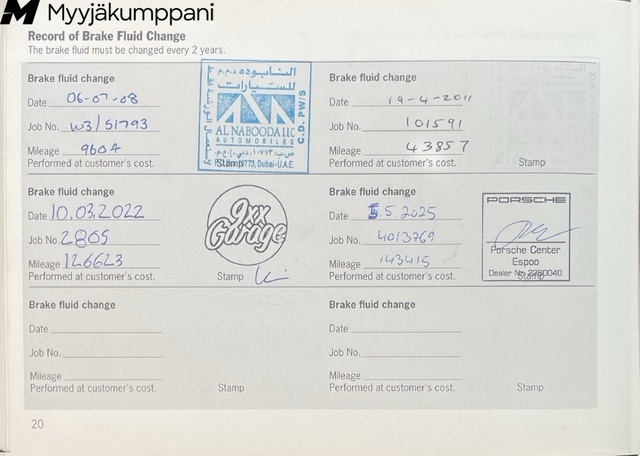 Myyjäkumppani
Record of Brake Fluid Change
The brake fluid must be changed every 2 years.
Brake fluid change
Date 06-07-08
Job No. W3/51793
Mileage 9604
Performed at customer's cost.
النابوده ذ.م.م
للسيارات
AL NABOODA LLC
AUTOMOBILES
C.D. PW/S
Dubai-U.A.E.
Stamp
Brake fluid change
Date 19-4-2011
Job No. 101591
Mileage 43857
Performed at customer's cost.
Stamp
Brake fluid change
Date 10.03.2022
Job No. 2805
Mileage 126623
Performed at customer's cost.
9xx
Garage
Stamp
Brake fluid change
Date 5.5.2025
Job No. 4013769
Mileage 143415
Performed at customer's cost.
PORSCHE
Porsche Center
Espoo
Dealer Nr. 2280040
Stamp
Brake fluid change
Date
Job No.
Mileage
Performed at customer's cost.
Stamp
Brake fluid change
Date
Job No.
Mileage
Performed at customer's cost.
Stamp
20